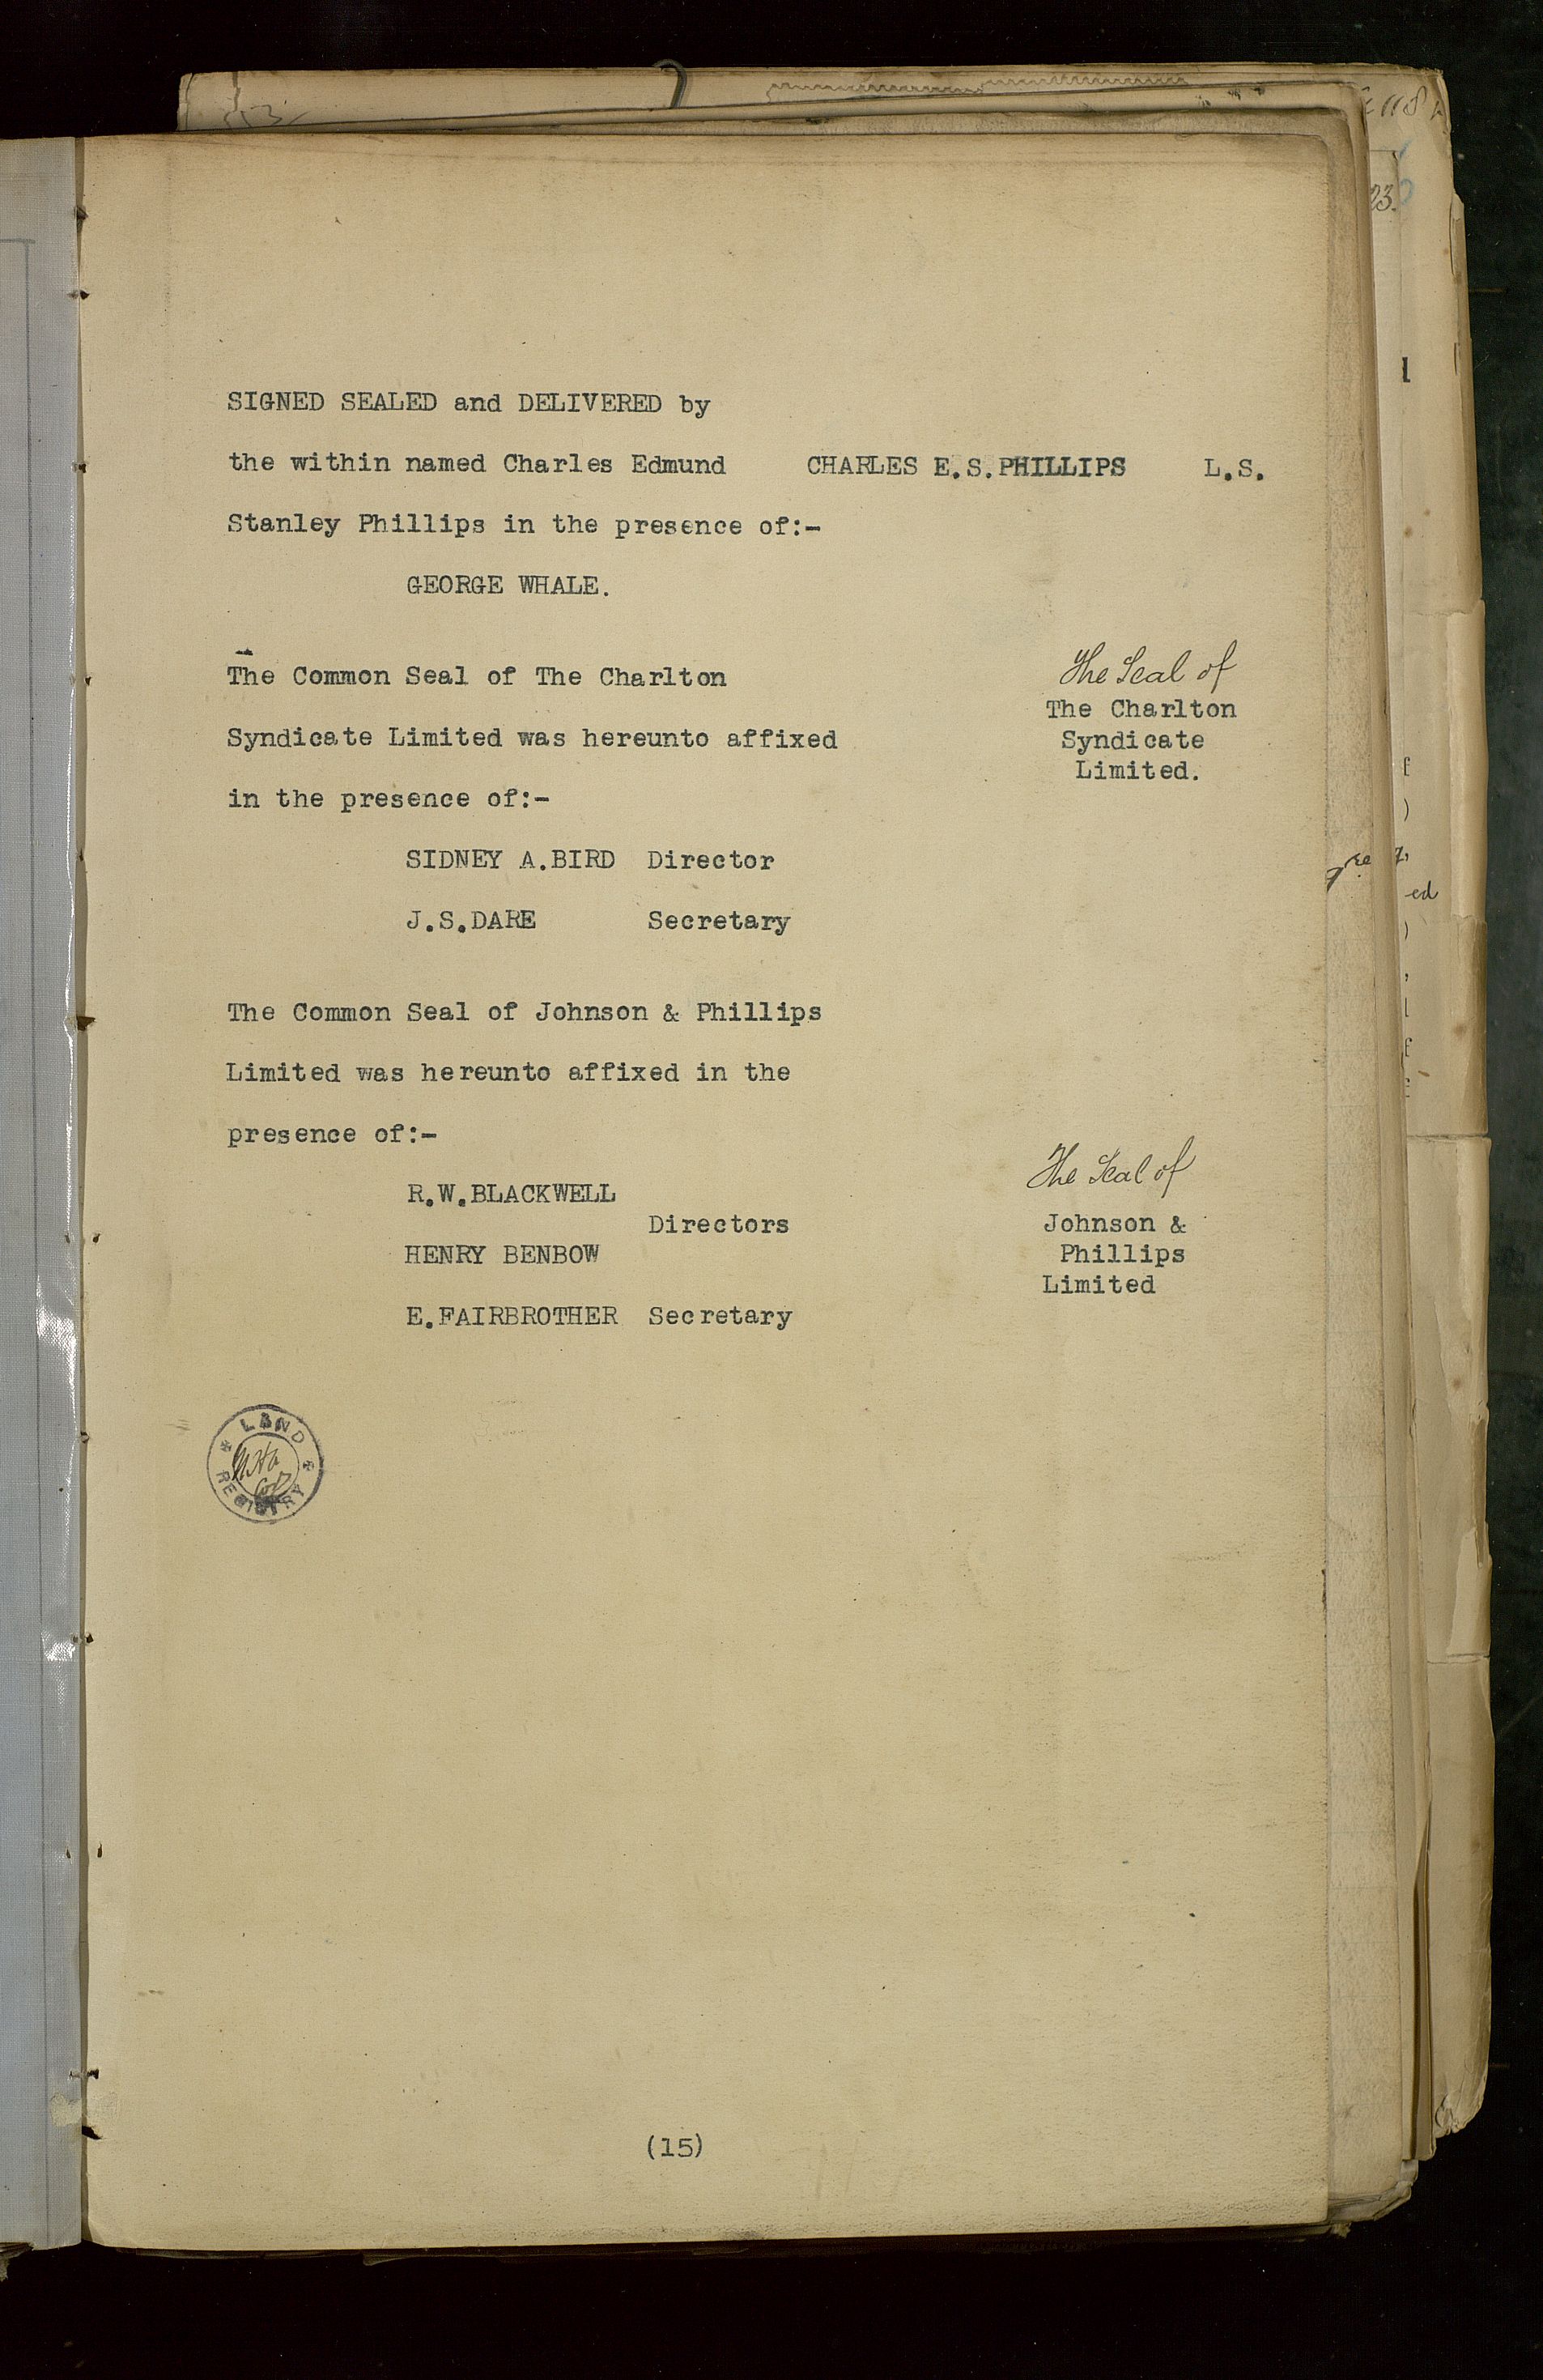 SIGNED SEALED and DELIVERED by
the within named Charles Edmund CHARLES E.S.PHILLIPS L.S.
Stanley Phillips in the presence of:-
GEORGE WHALE.
The Common Seal of The Charlton
Syndicate Limited was hereunto affixed
in the presence of:-
The Seal of
The Charlton
Syndicate
Limited.
SIDNEY A.BIRD Director
J.S.DARE Secretary
The Common Seal of Johnson & Phillips
Limited was hereunto affixed in the
presence of:-
R.W.BLACKWELL
Directors
HENRY BENBOW
E.FAIRBROTHER Secretary
The Seal of
Johnson &
Phillips
Limited
LAND
REGISTRY
(15)
23.
ed